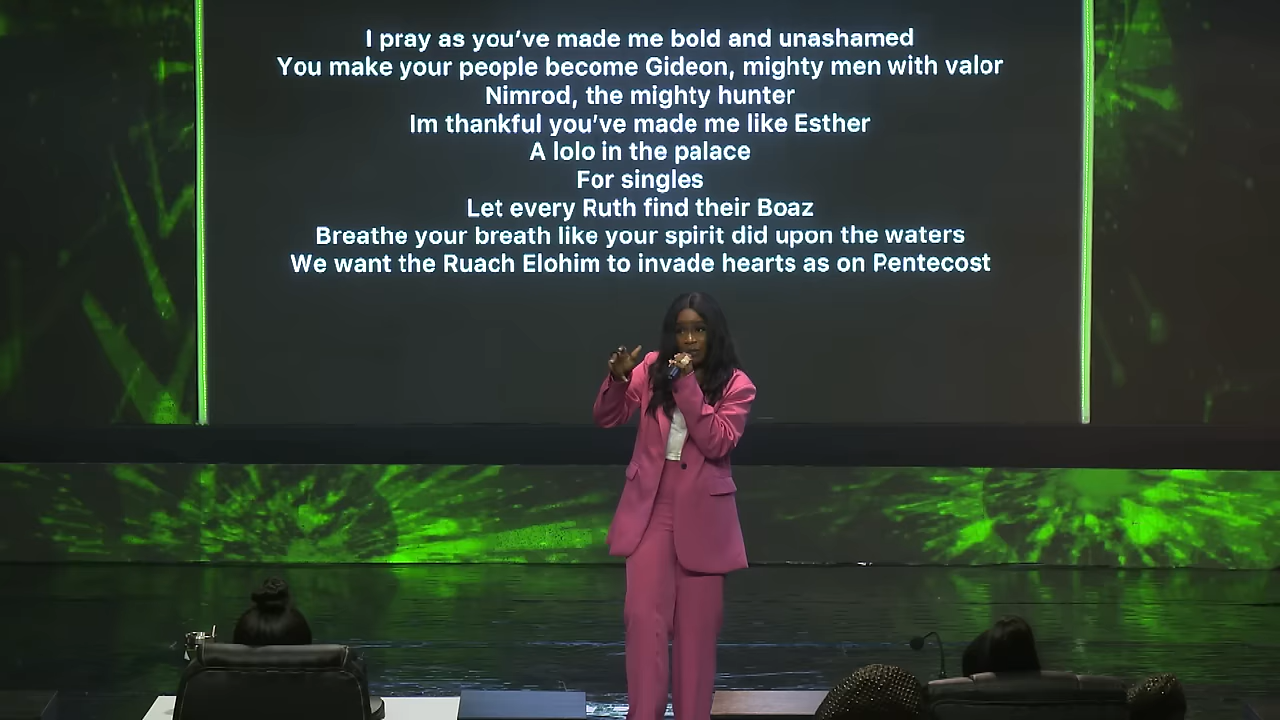 I pray as you've made me bold and unashamed
You make your people become Gideon, mighty men with valor
Nimrod, the mighty hunter
Im thankful you've made me like Esther
A lolo in the palace
For singles
Let every Ruth find their Boaz
Breathe your breath like your spirit did upon the waters
We want the Ruach Elohim to invade hearts as on Pentecost